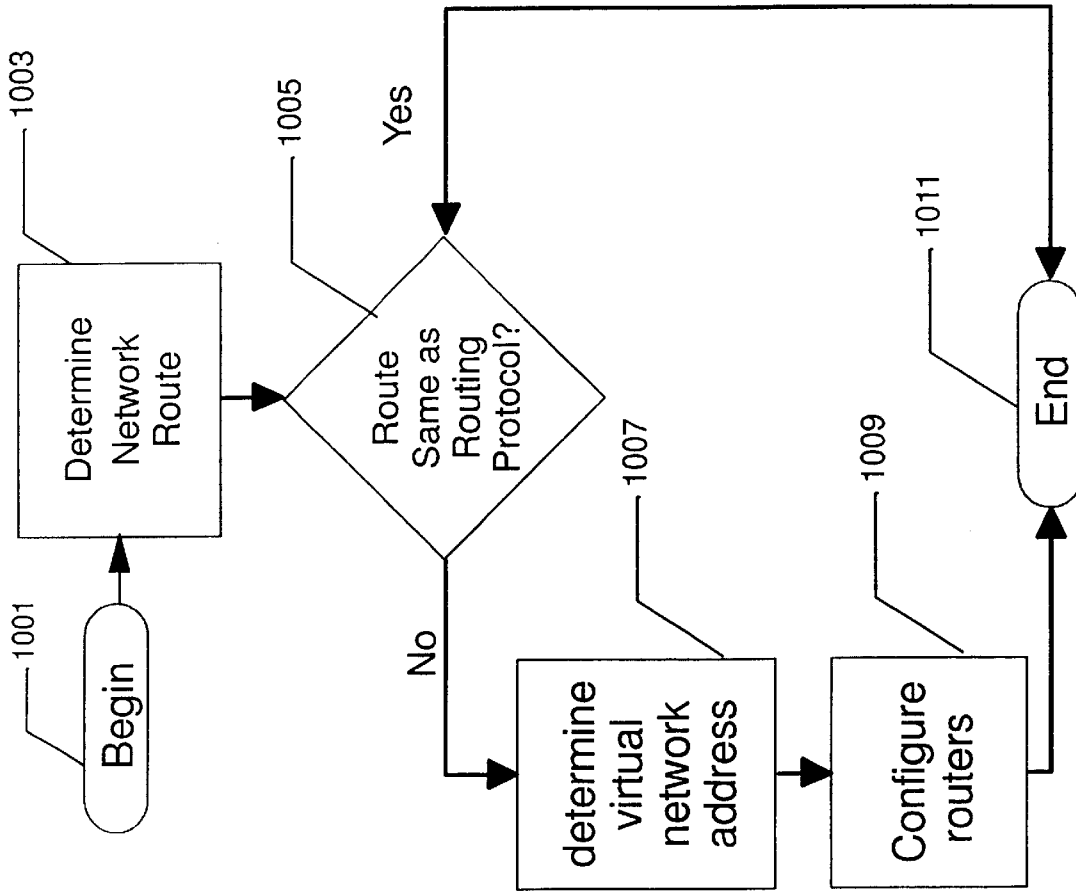 1001
Begin
1003
Determine
Network
Route
1005
Route
Same as
Routing
Protocol?
Yes
No
1007
determine
virtual
network
address
1009
Configure
routers
1011
End